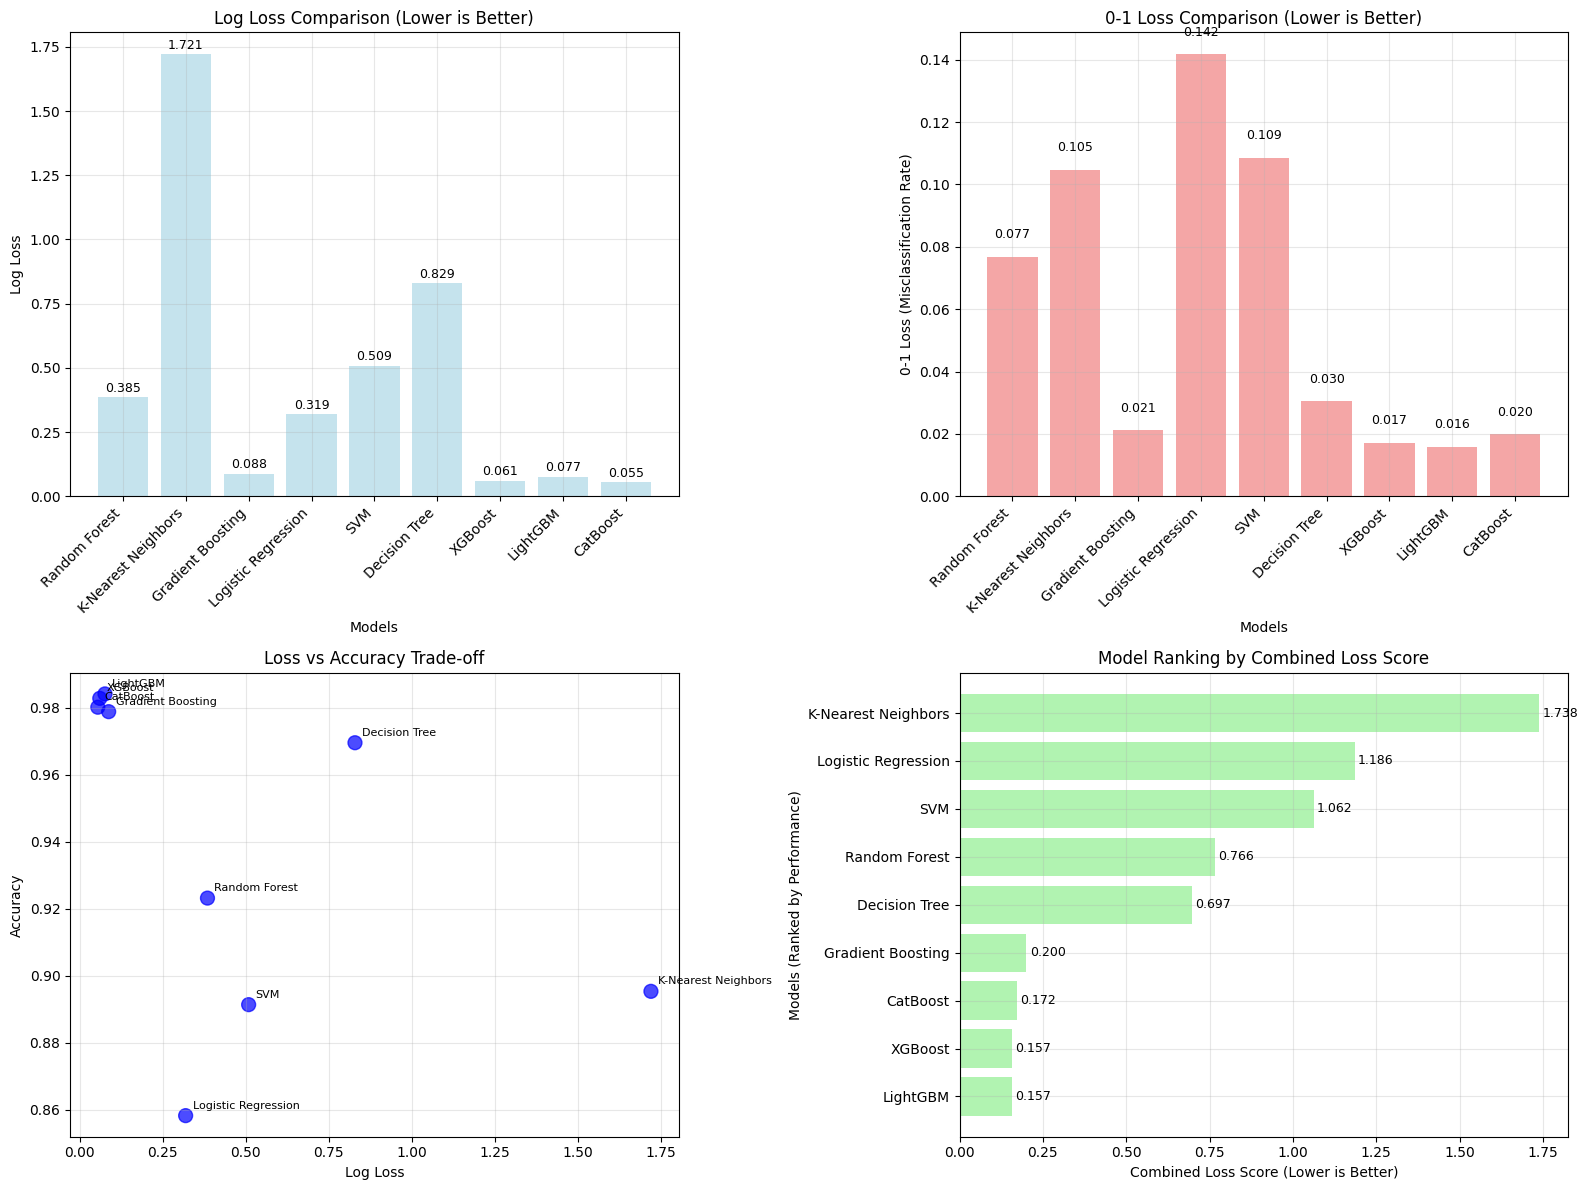 Log Loss Comparison (Lower is Better)
Log Loss
1.75
1.50
1.25
1.00
0.75
0.50
0.25
0.00
0.385
1.721
0.088
0.319
0.509
0.829
0.061
0.077
0.055
Random Forest
K-Nearest Neighbors
Gradient Boosting
Logistic Regression
SVM
Decision Tree
XGBoost
LightGBM
CatBoost
Models
0-1 Loss Comparison (Lower is Better)
0-1 Loss (Misclassification Rate)
0.14
0.12
0.10
0.08
0.06
0.04
0.02
0.00
0.077
0.105
0.021
0.142
0.109
0.030
0.017
0.016
0.020
Random Forest
K-Nearest Neighbors
Gradient Boosting
Logistic Regression
SVM
Decision Tree
XGBoost
LightGBM
CatBoost
Models
Loss vs Accuracy Trade-off
Accuracy
0.98
0.96
0.94
0.92
0.90
0.88
0.86
LightGBM
XGBoost
CatBoost
Gradient Boosting
Decision Tree
Random Forest
K-Nearest Neighbors
SVM
Logistic Regression
0.00 0.25 0.50 0.75 1.00 1.25 1.50 1.75
Log Loss
Model Ranking by Combined Loss Score
Models (Ranked by Performance)
K-Nearest Neighbors 1.738
Logistic Regression 1.186
SVM 1.062
Random Forest 0.766
Decision Tree 0.697
Gradient Boosting 0.200
CatBoost 0.172
XGBoost 0.157
LightGBM 0.157
0.00 0.25 0.50 0.75 1.00 1.25 1.50 1.75
Combined Loss Score (Lower is Better)